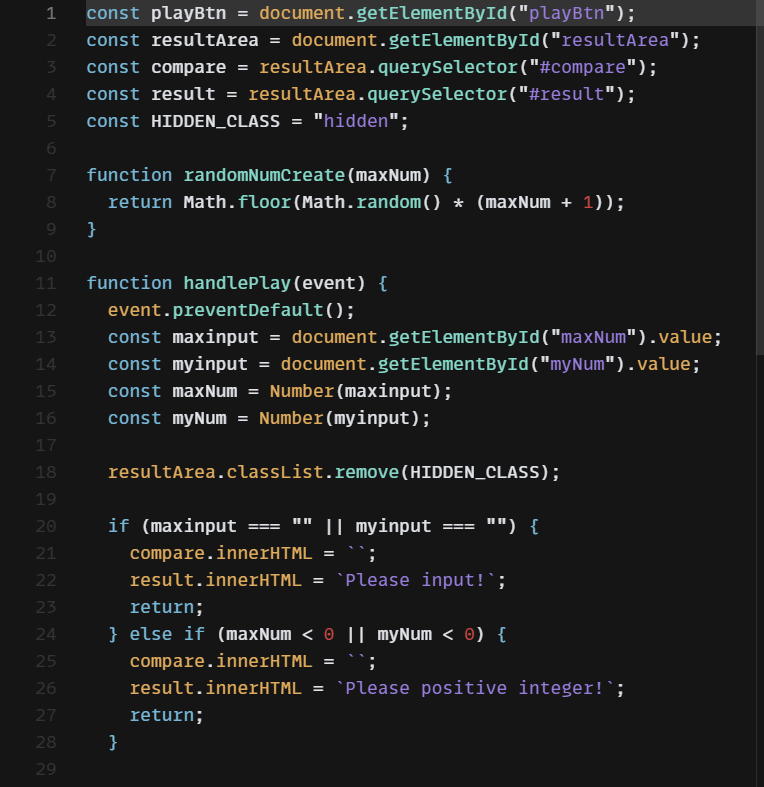 1 const playBtn = document.getElementById("playBtn");
2 const resultArea = document.getElementById("resultArea");
3 const compare = resultArea.querySelector("#compare");
4 const result = resultArea.querySelector("#result");
5 const HIDDEN_CLASS = "hidden";
6
7 function randomNumCreate(maxNum) {
8   return Math.floor(Math.random() * (maxNum + 1));
9 }
10
11 function handlePlay(event) {
12   event.preventDefault();
13   const maxinput = document.getElementById("maxNum").value;
14   const myinput = document.getElementById("myNum").value;
15   const maxNum = Number(maxinput);
16   const myNum = Number(myinput);
17
18   resultArea.classList.remove(HIDDEN_CLASS);
19
20   if (maxinput === "" || myinput === "") {
21     compare.innerHTML = ``;
22     result.innerHTML = `Please input!`;
23     return;
24   } else if (maxNum < 0 || myNum < 0) {
25     compare.innerHTML = ``;
26     result.innerHTML = `Please positive integer!`;
27     return;
28   }
29